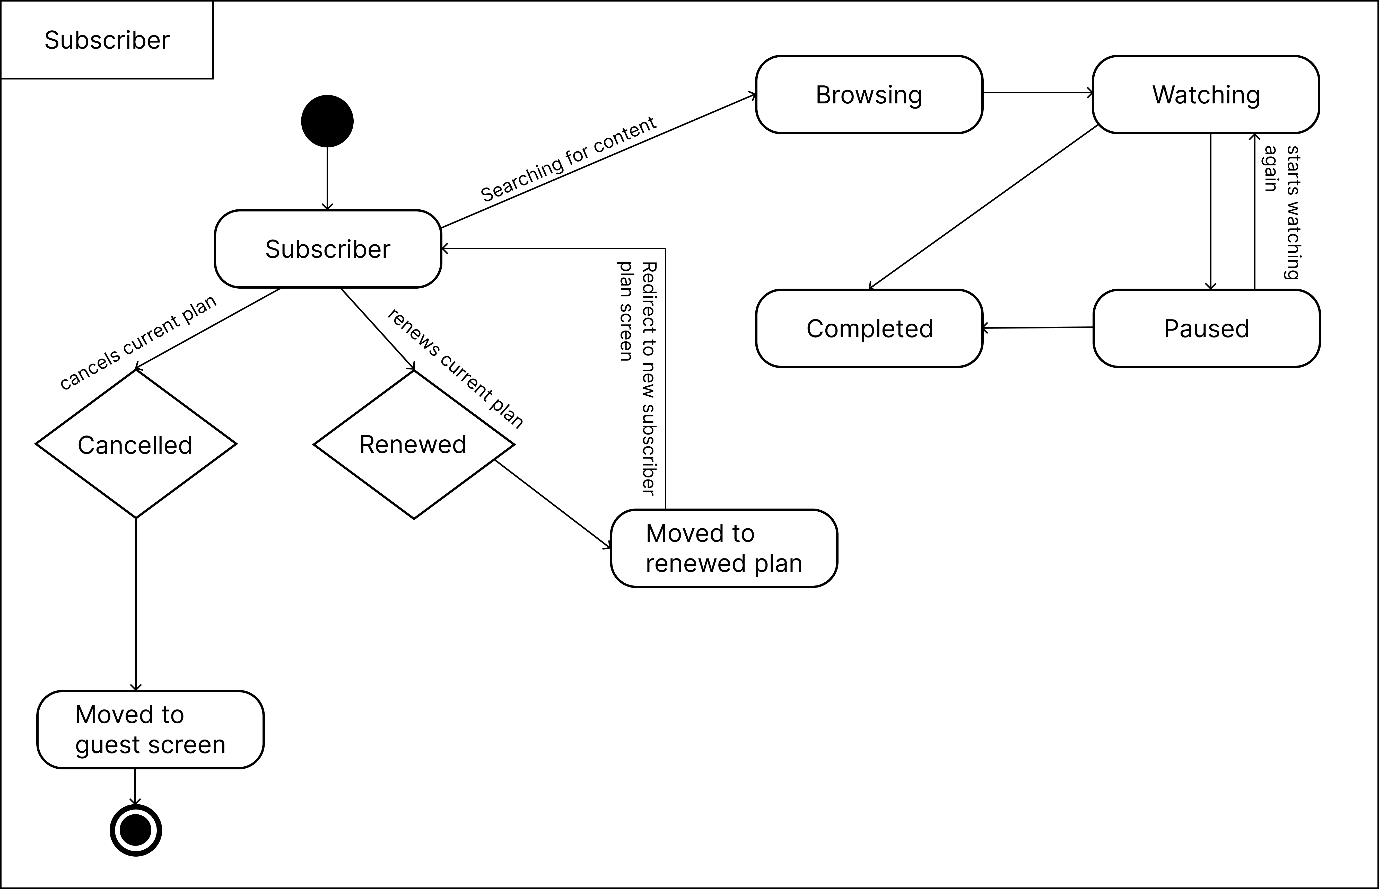 Subscriber
Browsing
Watching
Searching for content
starts watching
again
Subscriber
cancels current plan
renews current plan
Redirect to new subscriber
plan screen
Completed
Paused
Cancelled
Renewed
Moved to
renewed plan
Moved to
guest screen